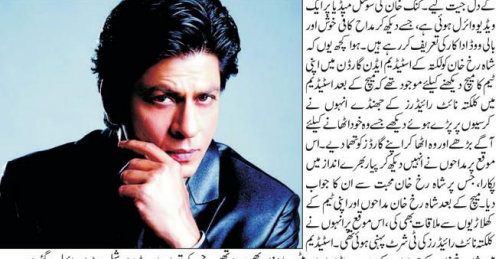 کے دل جیت لیے۔ کنگ خان کی سوشل میڈیا پر ایک
ویڈیو وائرل ہوئی ہے، جسے دیکھ کر مداح کافی خوش اور
بالی ووڈ اداکار کی تعریف کر رہے ہیں۔ ہوا کچھ یوں کہ
شاہ رخ خان کولکتہ کے اسٹیڈیم ایڈن گارڈن میں اپنی
ٹیم کا میچ دیکھنے کیلئے موجود تھے کہ میچ کے بعد اسٹیڈیم
میں کلکتہ نائٹ رائیڈرز کے جھنڈے انہوں نے
کرسیوں پر پڑے ہوئے دیکھے جسے وہ خود اٹھانے کیلئے
آگے بڑھے اور وہ اٹھا کر اپنے گارڈز کو تھما دیے۔ اس
موقع پر مداحوں نے انہیں دیکھ کر پیار بھرے انداز میں
پکارا، جس پر شاہ رخ خان محبت سے ان کا جواب
دیا۔ میچ کے بعد شاہ رخ خان مداحوں اور اپنی ٹیم کے
کھلاڑیوں سے ملاقات بھی کی، اس موقع پر انہوں نے
کلکتہ نائٹ رائیڈرز کی ٹی شرٹ پہنی ہوئی تھی۔ اسٹیڈیم